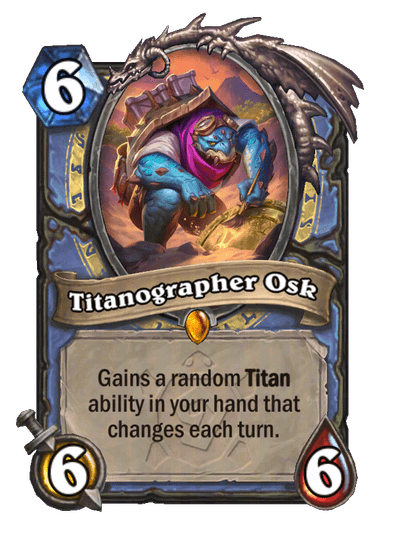 6
Titanographer Osk
Gains a random Titan
ability in your hand that
changes each turn.
6
6